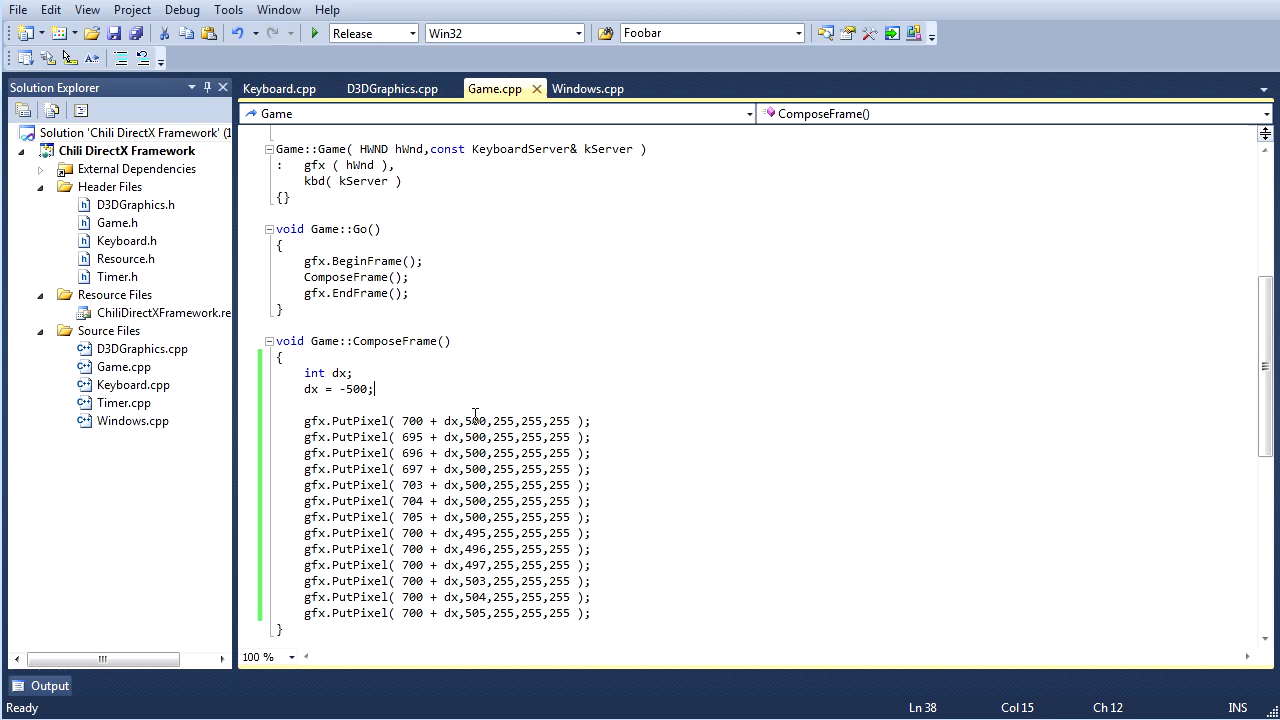 File Edit View Project Debug Tools Window Help
Release Win32 Foobar
Solution Explorer
Keyboard.cpp D3DGraphics.cpp Game.cpp Windows.cpp
Game ComposeFrame()
Solution 'Chili DirectX Framework' (1
Chili DirectX Framework
External Dependencies
Header Files
D3DGraphics.h
Game.h
Keyboard.h
Resource.h
Timer.h
Resource Files
ChiliDirectXFramework.re
Source Files
D3DGraphics.cpp
Game.cpp
Keyboard.cpp
Timer.cpp
Windows.cpp
Game::Game( HWND hWnd,const KeyboardServer& kServer )
: gfx ( hWnd ),
kbd( kServer )
{}
void Game::Go()
{
gfx.BeginFrame();
ComposeFrame();
gfx.EndFrame();
}
void Game::ComposeFrame()
{
int dx;
dx = -500;
gfx.PutPixel( 700 + dx,500,255,255,255 );
gfx.PutPixel( 695 + dx,500,255,255,255 );
gfx.PutPixel( 696 + dx,500,255,255,255 );
gfx.PutPixel( 697 + dx,500,255,255,255 );
gfx.PutPixel( 703 + dx,500,255,255,255 );
gfx.PutPixel( 704 + dx,500,255,255,255 );
gfx.PutPixel( 705 + dx,500,255,255,255 );
gfx.PutPixel( 700 + dx,495,255,255,255 );
gfx.PutPixel( 700 + dx,496,255,255,255 );
gfx.PutPixel( 700 + dx,497,255,255,255 );
gfx.PutPixel( 700 + dx,503,255,255,255 );
gfx.PutPixel( 700 + dx,504,255,255,255 );
gfx.PutPixel( 700 + dx,505,255,255,255 );
}
100 %
Output
Ready Ln 38 Col 15 Ch 12 INS